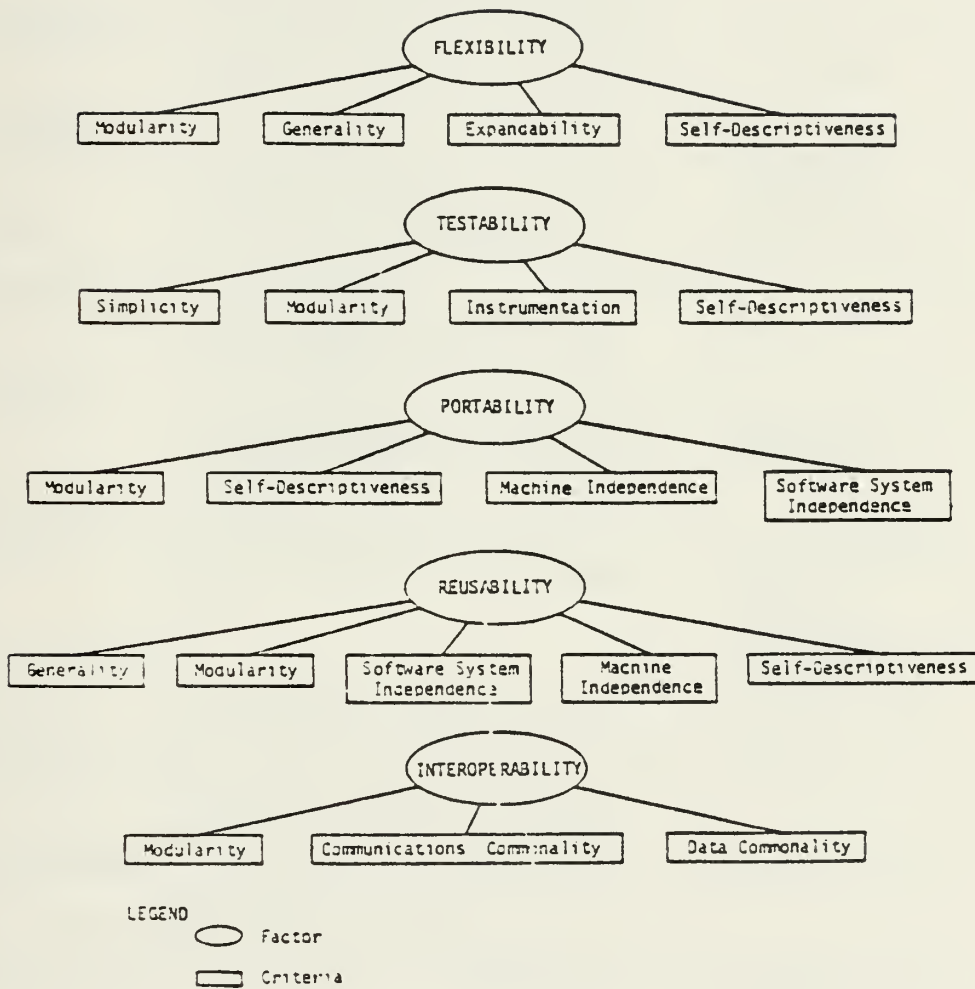 FLEXIBILITY
Modularity Generality Expandability Self-Descriptiveness
TESTABILITY
Simplicity Modularity Instrumentation Self-Descriptiveness
PORTABILITY
Modularity Self-Descriptiveness Machine Independence Software System
Independence
REUSABILITY
Generality Modularity Software System Machine Self-Descriptiveness
Independence Independence
INTEROPERABILITY
Modularity Communications Commonality Data Commonality
LEGEND
Factor
Criteria